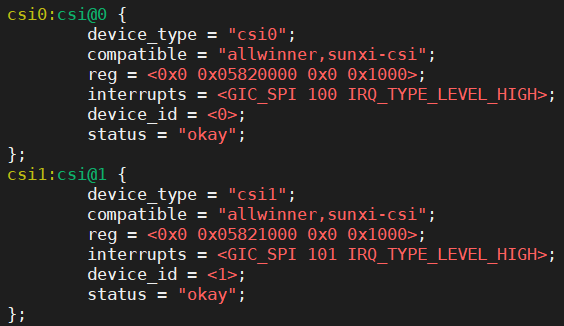 csi0:csi@0 {
        device_type = "csi0";
        compatible = "allwinner,sunxi-csi";
        reg = <0x0 0x05820000 0x0 0x1000>;
        interrupts = <GIC_SPI 100 IRQ_TYPE_LEVEL_HIGH>;
        device_id = <0>;
        status = "okay";
};
csi1:csi@1 {
        device_type = "csi1";
        compatible = "allwinner,sunxi-csi";
        reg = <0x0 0x05821000 0x0 0x1000>;
        interrupts = <GIC_SPI 101 IRQ_TYPE_LEVEL_HIGH>;
        device_id = <1>;
        status = "okay";
};